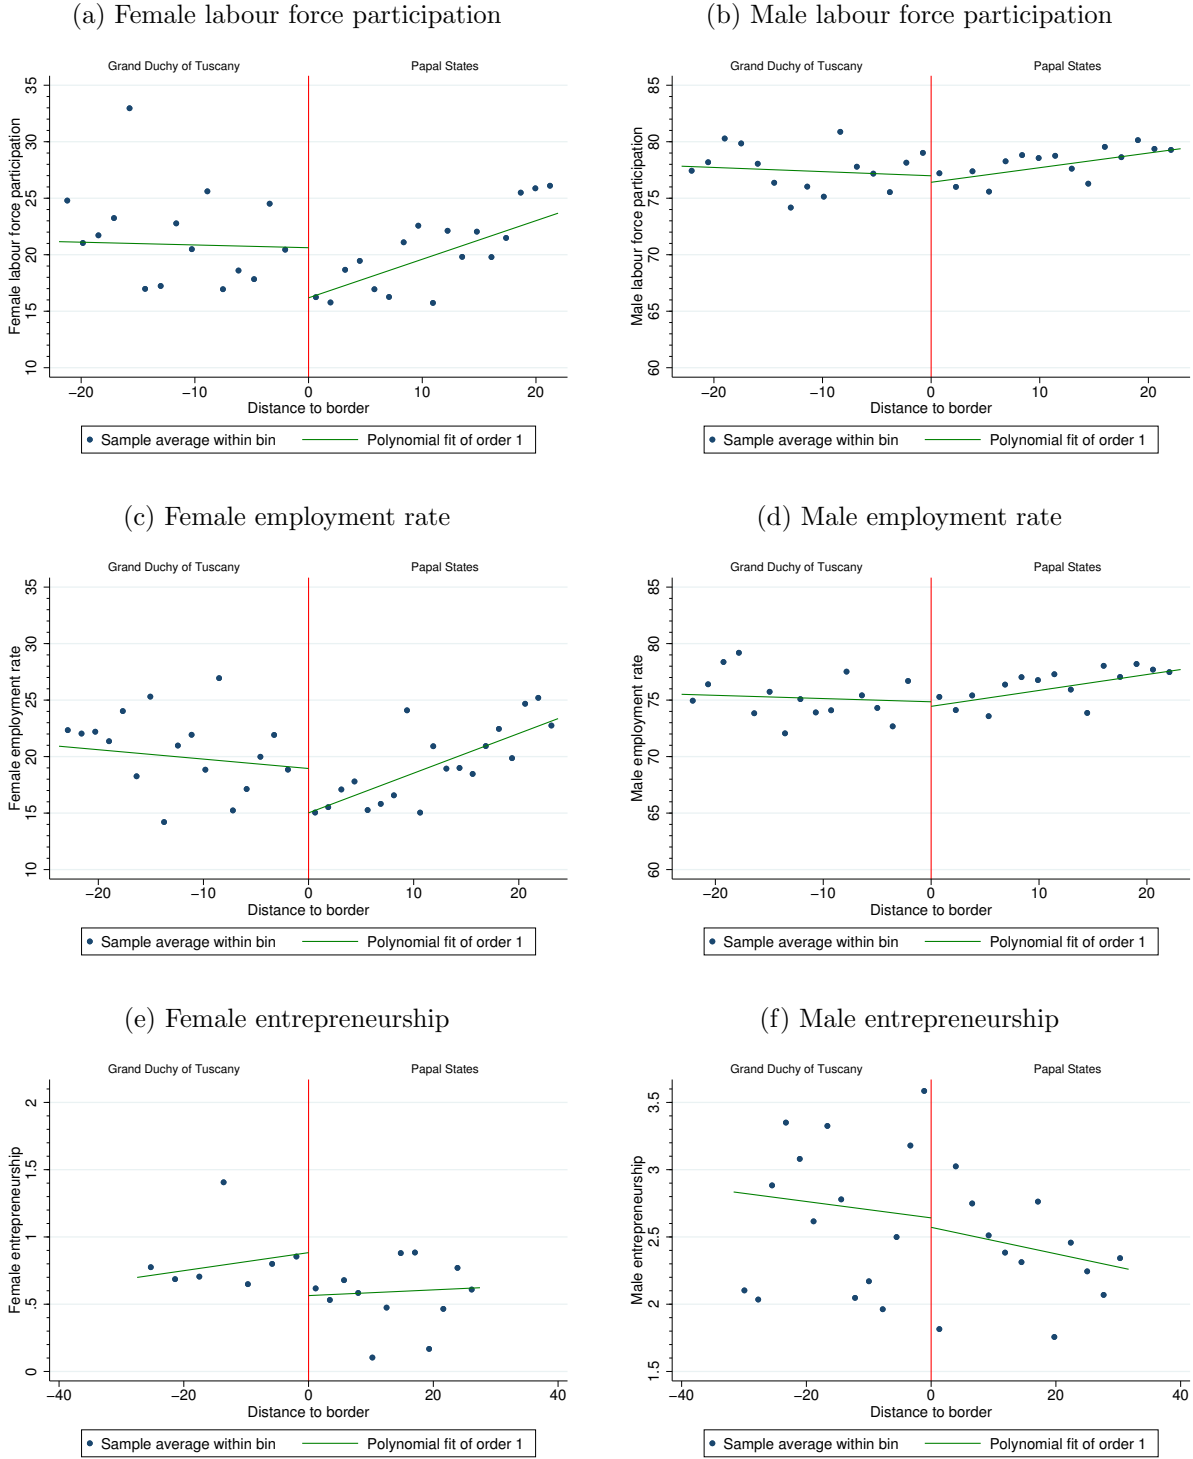 (a) Female labour force participation
Grand Duchy of Tuscany
Papal States
Female labour force participation
35
30
25
20
15
10
−20
−10
0
10
20
Distance to border
Sample average within bin
Polynomial fit of order 1
(b) Male labour force participation
Grand Duchy of Tuscany
Papal States
Male labour force participation
85
80
75
70
65
60
−20
−10
0
10
20
Distance to border
Sample average within bin
Polynomial fit of order 1
(c) Female employment rate
Grand Duchy of Tuscany
Papal States
Female employment rate
35
30
25
20
15
10
−20
−10
0
10
20
Distance to border
Sample average within bin
Polynomial fit of order 1
(d) Male employment rate
Grand Duchy of Tuscany
Papal States
Male employment rate
85
80
75
70
65
60
−20
−10
0
10
20
Distance to border
Sample average within bin
Polynomial fit of order 1
(e) Female entrepreneurship
Grand Duchy of Tuscany
Papal States
Female entrepreneurship
2
1.5
1
.5
0
−40
−20
0
20
40
Distance to border
Sample average within bin
Polynomial fit of order 1
(f) Male entrepreneurship
Grand Duchy of Tuscany
Papal States
Male entrepreneurship
3.5
3
2.5
2
1.5
−40
−20
0
20
40
Distance to border
Sample average within bin
Polynomial fit of order 1